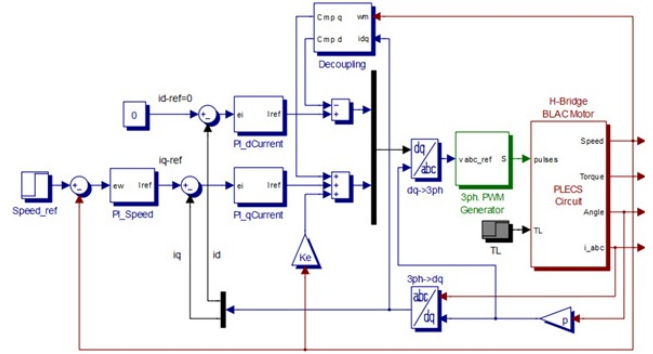 Cmp q
wm
Cmp d
idq
Decoupling
H-Bridge
BLAC Motor
id-ref=0
0
+
−
ei
Iref
−
+
PI_dCurrent
dq
abc
dq->3ph
v abc_ref
S
3ph. PWM
Generator
pulses
Speed
Torque
PLECS
Circuit
Angle
TL
i_abc
TL
iq-ref
Speed_ref
+
−
ew
Iref
PI_Speed
+
−
ei
Iref
+
+
+
PI_qCurrent
iq
id
Ke
3ph->dq
abc
dq
p